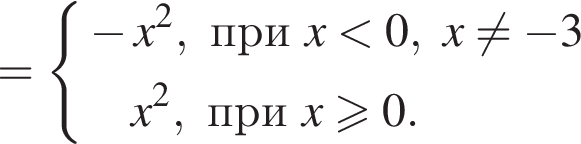 = { − x², при x < 0, x ≠ −3
x², при x ⩾ 0.